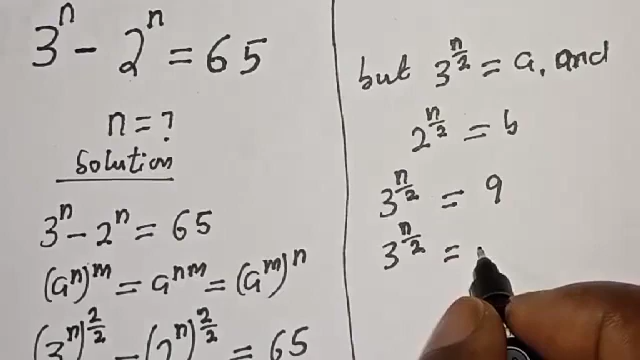 3^n - 2^n = 65
n = ?
Solution
3^n - 2^n = 65
(a^n)^m = a^nm = (a^m)^n
(3^n)^2/2 - (2^n)^2/2 = 65
but 3^n/2 = a, and
2^n/2 = b
3^n/2 = 9
3^n/2 =